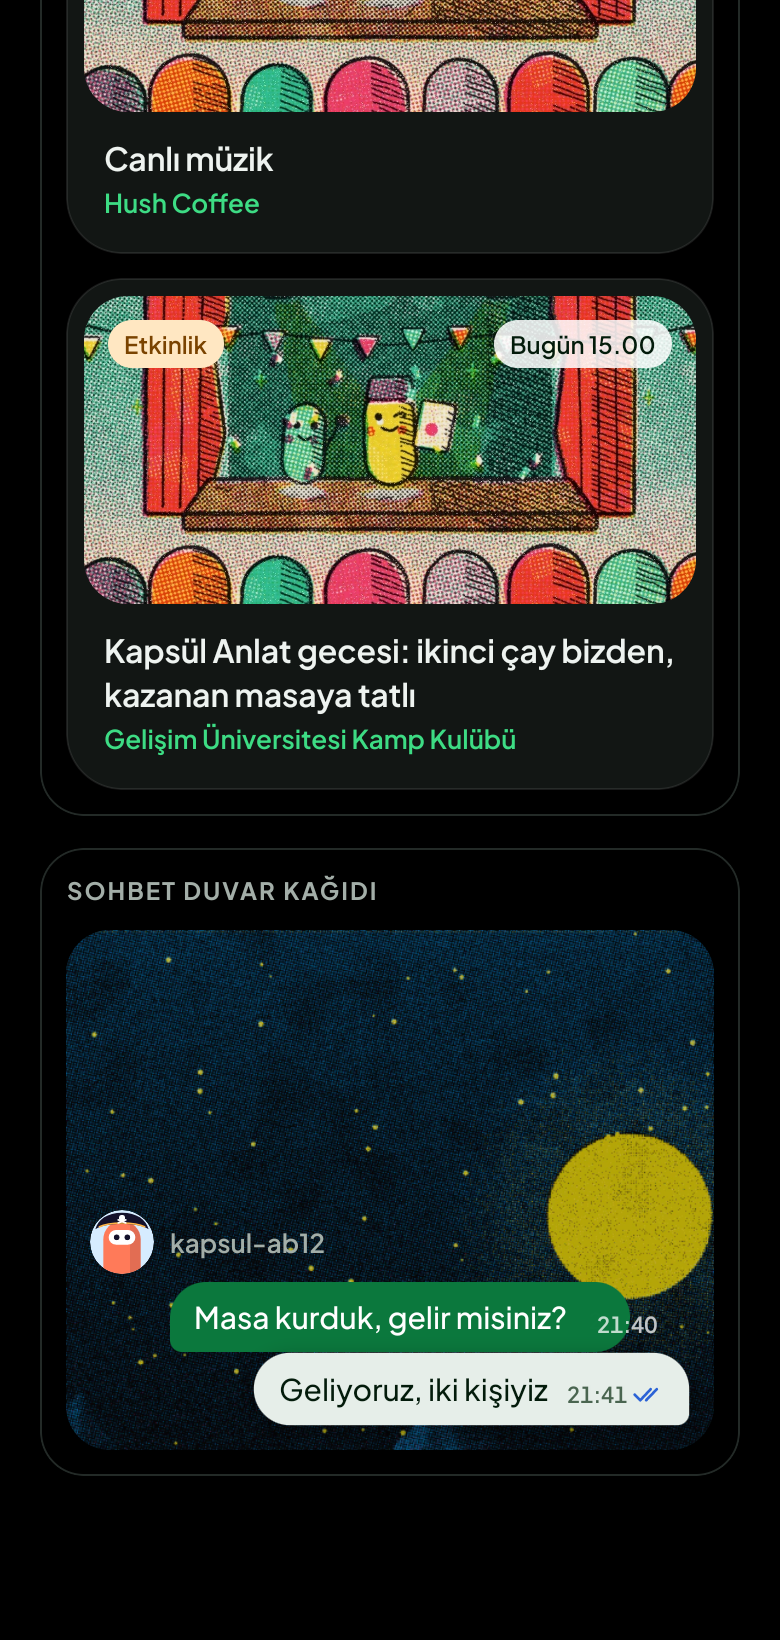 Canlı müzik
Hush Coffee
Etkinlik
Bugün 15.00
Kapsül Anlat gecesi: ikinci çay bizden,
kazanan masaya tatlı
Gelişim Üniversitesi Kamp Kulübü
SOHBET DUVAR KAĞIDI
kapsul-ab12
Masa kurduk, gelir misiniz? 21:40
Geliyoruz, iki kişiyiz 21:41